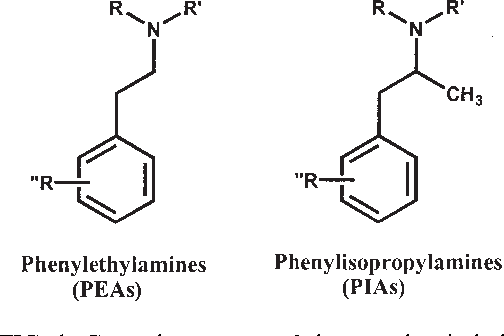 R R' R R'
N N
CH3
"R "R
Phenylethylamines Phenylisopropylamines
(PEAs) (PIAs)